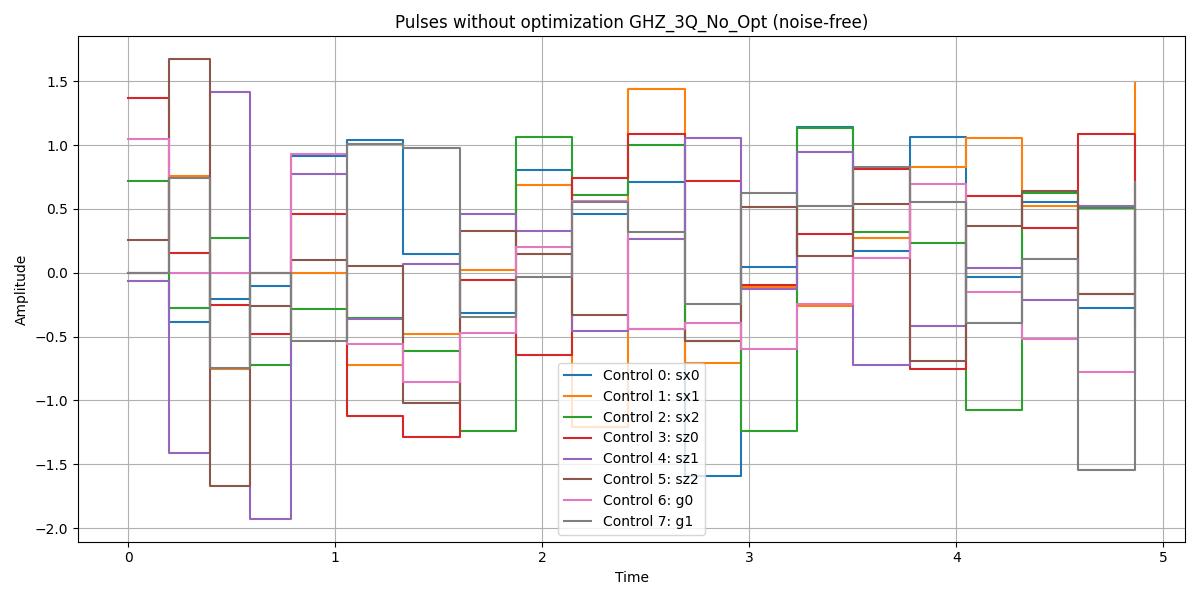 Pulses without optimization GHZ_3Q_No_Opt (noise-free)
Amplitude
1.5
1.0
0.5
0.0
−0.5
−1.0
−1.5
−2.0
Control 0: sx0
Control 1: sx1
Control 2: sx2
Control 3: sz0
Control 4: sz1
Control 5: sz2
Control 6: g0
Control 7: g1
0 1 2 3 4 5
Time